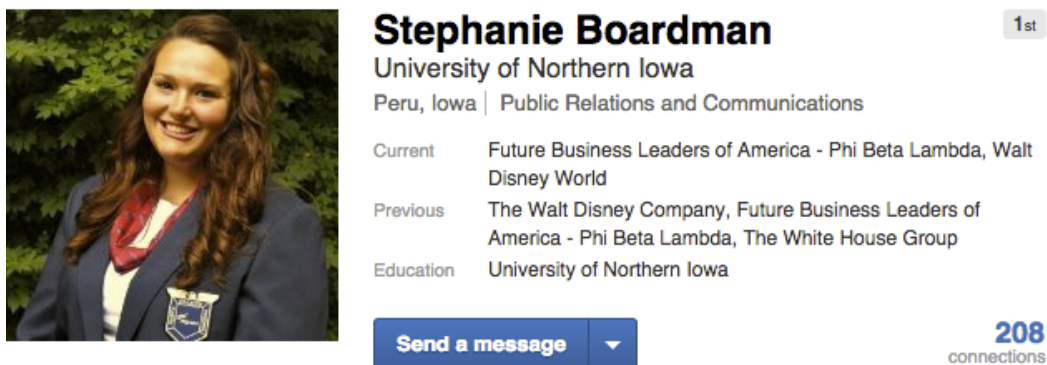 Stephanie Boardman
1st
University of Northern Iowa
Peru, Iowa | Public Relations and Communications
Current Future Business Leaders of America - Phi Beta Lambda, Walt
Disney World
Previous The Walt Disney Company, Future Business Leaders of
America - Phi Beta Lambda, The White House Group
Education University of Northern Iowa
Send a message
208
connections